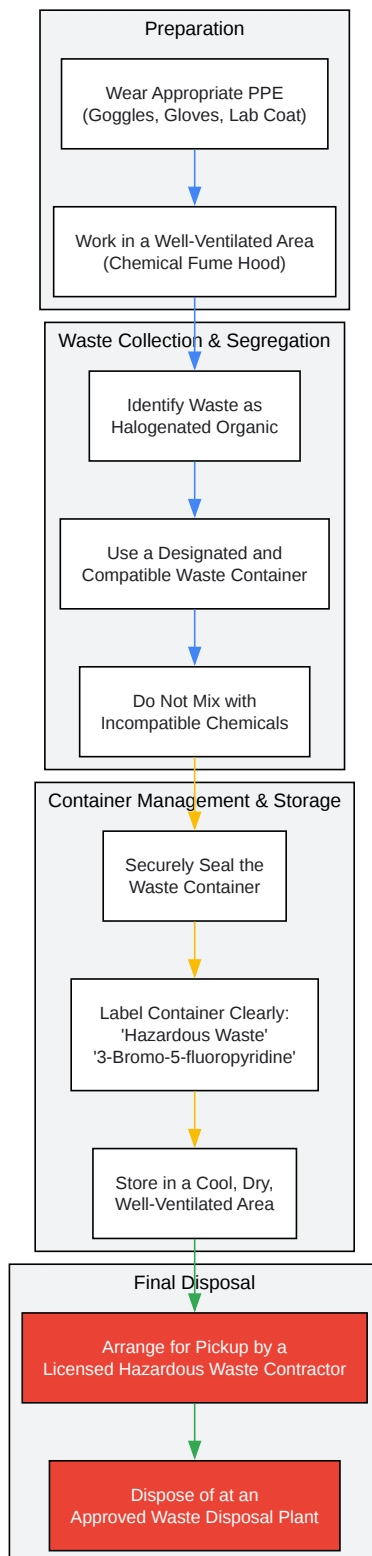 Preparation
Wear Appropriate PPE
(Goggles, Gloves, Lab Coat)
Work in a Well-Ventilated Area
(Chemical Fume Hood)
Waste Collection & Segregation
Identify Waste as
Halogenated Organic
Use a Designated and
Compatible Waste Container
Do Not Mix with
Incompatible Chemicals
Container Management & Storage
Securely Seal the
Waste Container
Label Container Clearly:
'Hazardous Waste'
'3-Bromo-5-fluoropyridine'
Store in a Cool, Dry,
Well-Ventilated Area
Final Disposal
Arrange for Pickup by a
Licensed Hazardous Waste Contractor
Dispose of at an
Approved Waste Disposal Plant